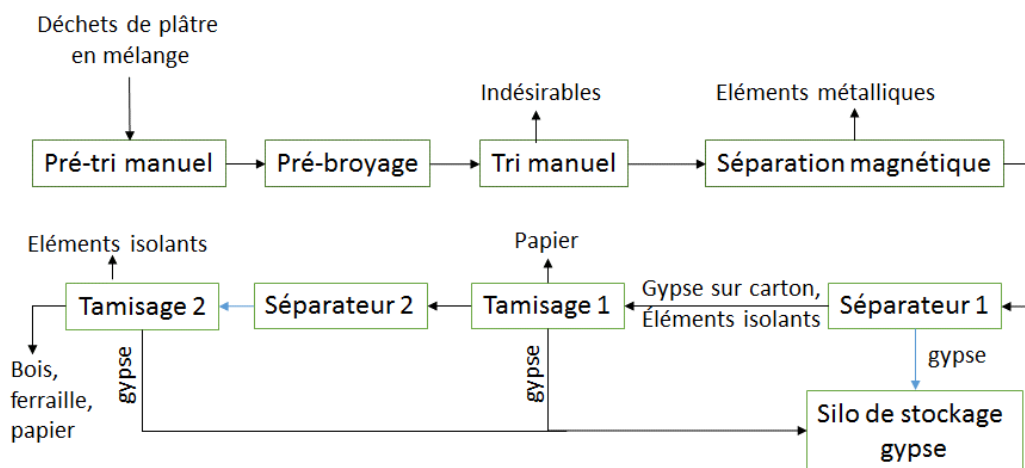 Déchets de plâtre
en mélange
Indésirables
Eléments métalliques
Pré-tri manuel
Pré-broyage
Tri manuel
Séparation magnétique
Eléments isolants
Papier
Tamisage 2
Séparateur 2
Tamisage 1
Gypse sur carton,
Éléments isolants
Séparateur 1
Bois,
ferraille,
papier
gypse
gypse
gypse
Silo de stockage
gypse